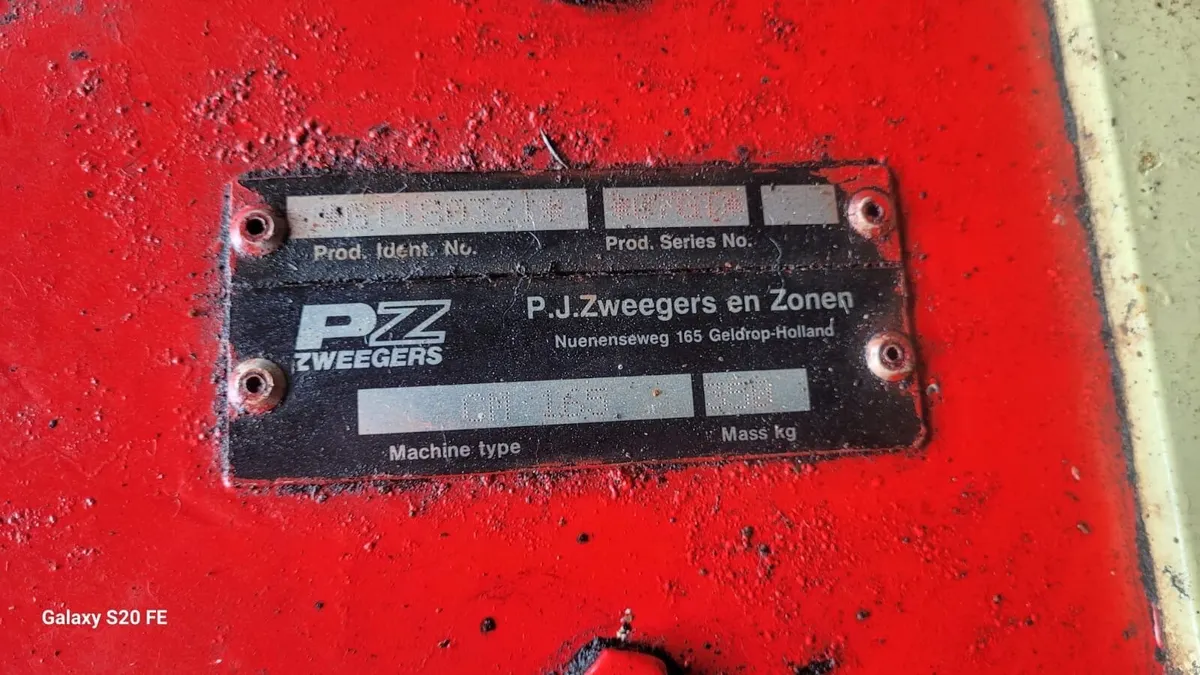 Prod. Ident. No.
Prod. Series No.
PZ
ZWEEGERS
P.J.Zweegers en Zonen
Nuenenseweg 165 Geldrop-Holland
CM 165
Machine type
Mass kg
Galaxy S20 FE